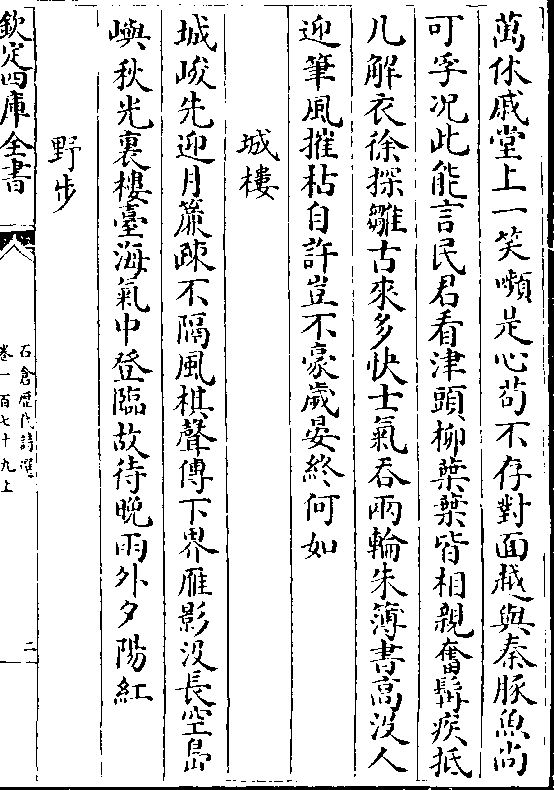 萬休戚堂上一笑嚬是心茍不存對面越與秦豚魚尚
可孚况此能言民君看津頭柳葉葉皆相親奮髯疾抵
几解衣徐探雛古來多快士氣吞兩輪朱簿書高没人
迎筆風摧枯自許豈不豪歲晏終何如
城樓
城峻先迎月簾疎不隔風棋聲傳下界雁影没長空島
嶼秋光裏樓臺海氣中登臨故待晚雨外夕陽紅
野步
欽定四庫全書
石倉歷代詩選
卷一百七十九上
二